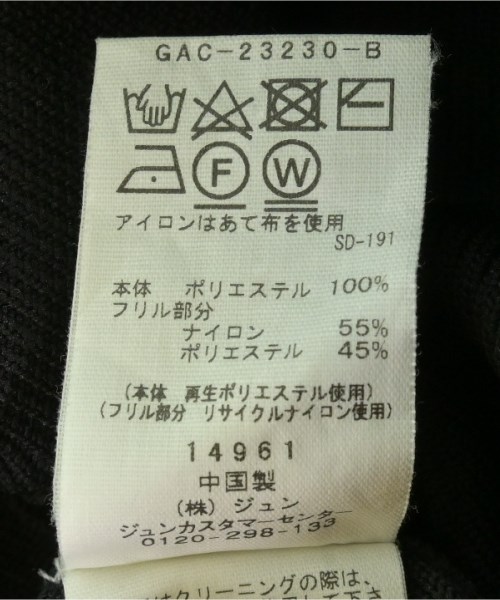 GAC-23230-B
F W
アイロンはあて布を使用
SD-191
本体 ポリエステル 100%
フリル部分
ナイロン 55%
ポリエステル 45%
(本体 再生ポリエステル使用)
(フリル部分 リサイクルナイロン使用)
14961
中国製
(株) ジュン
ジュンカスタマーセンター
0120-298-133
はクリーニングの際は、